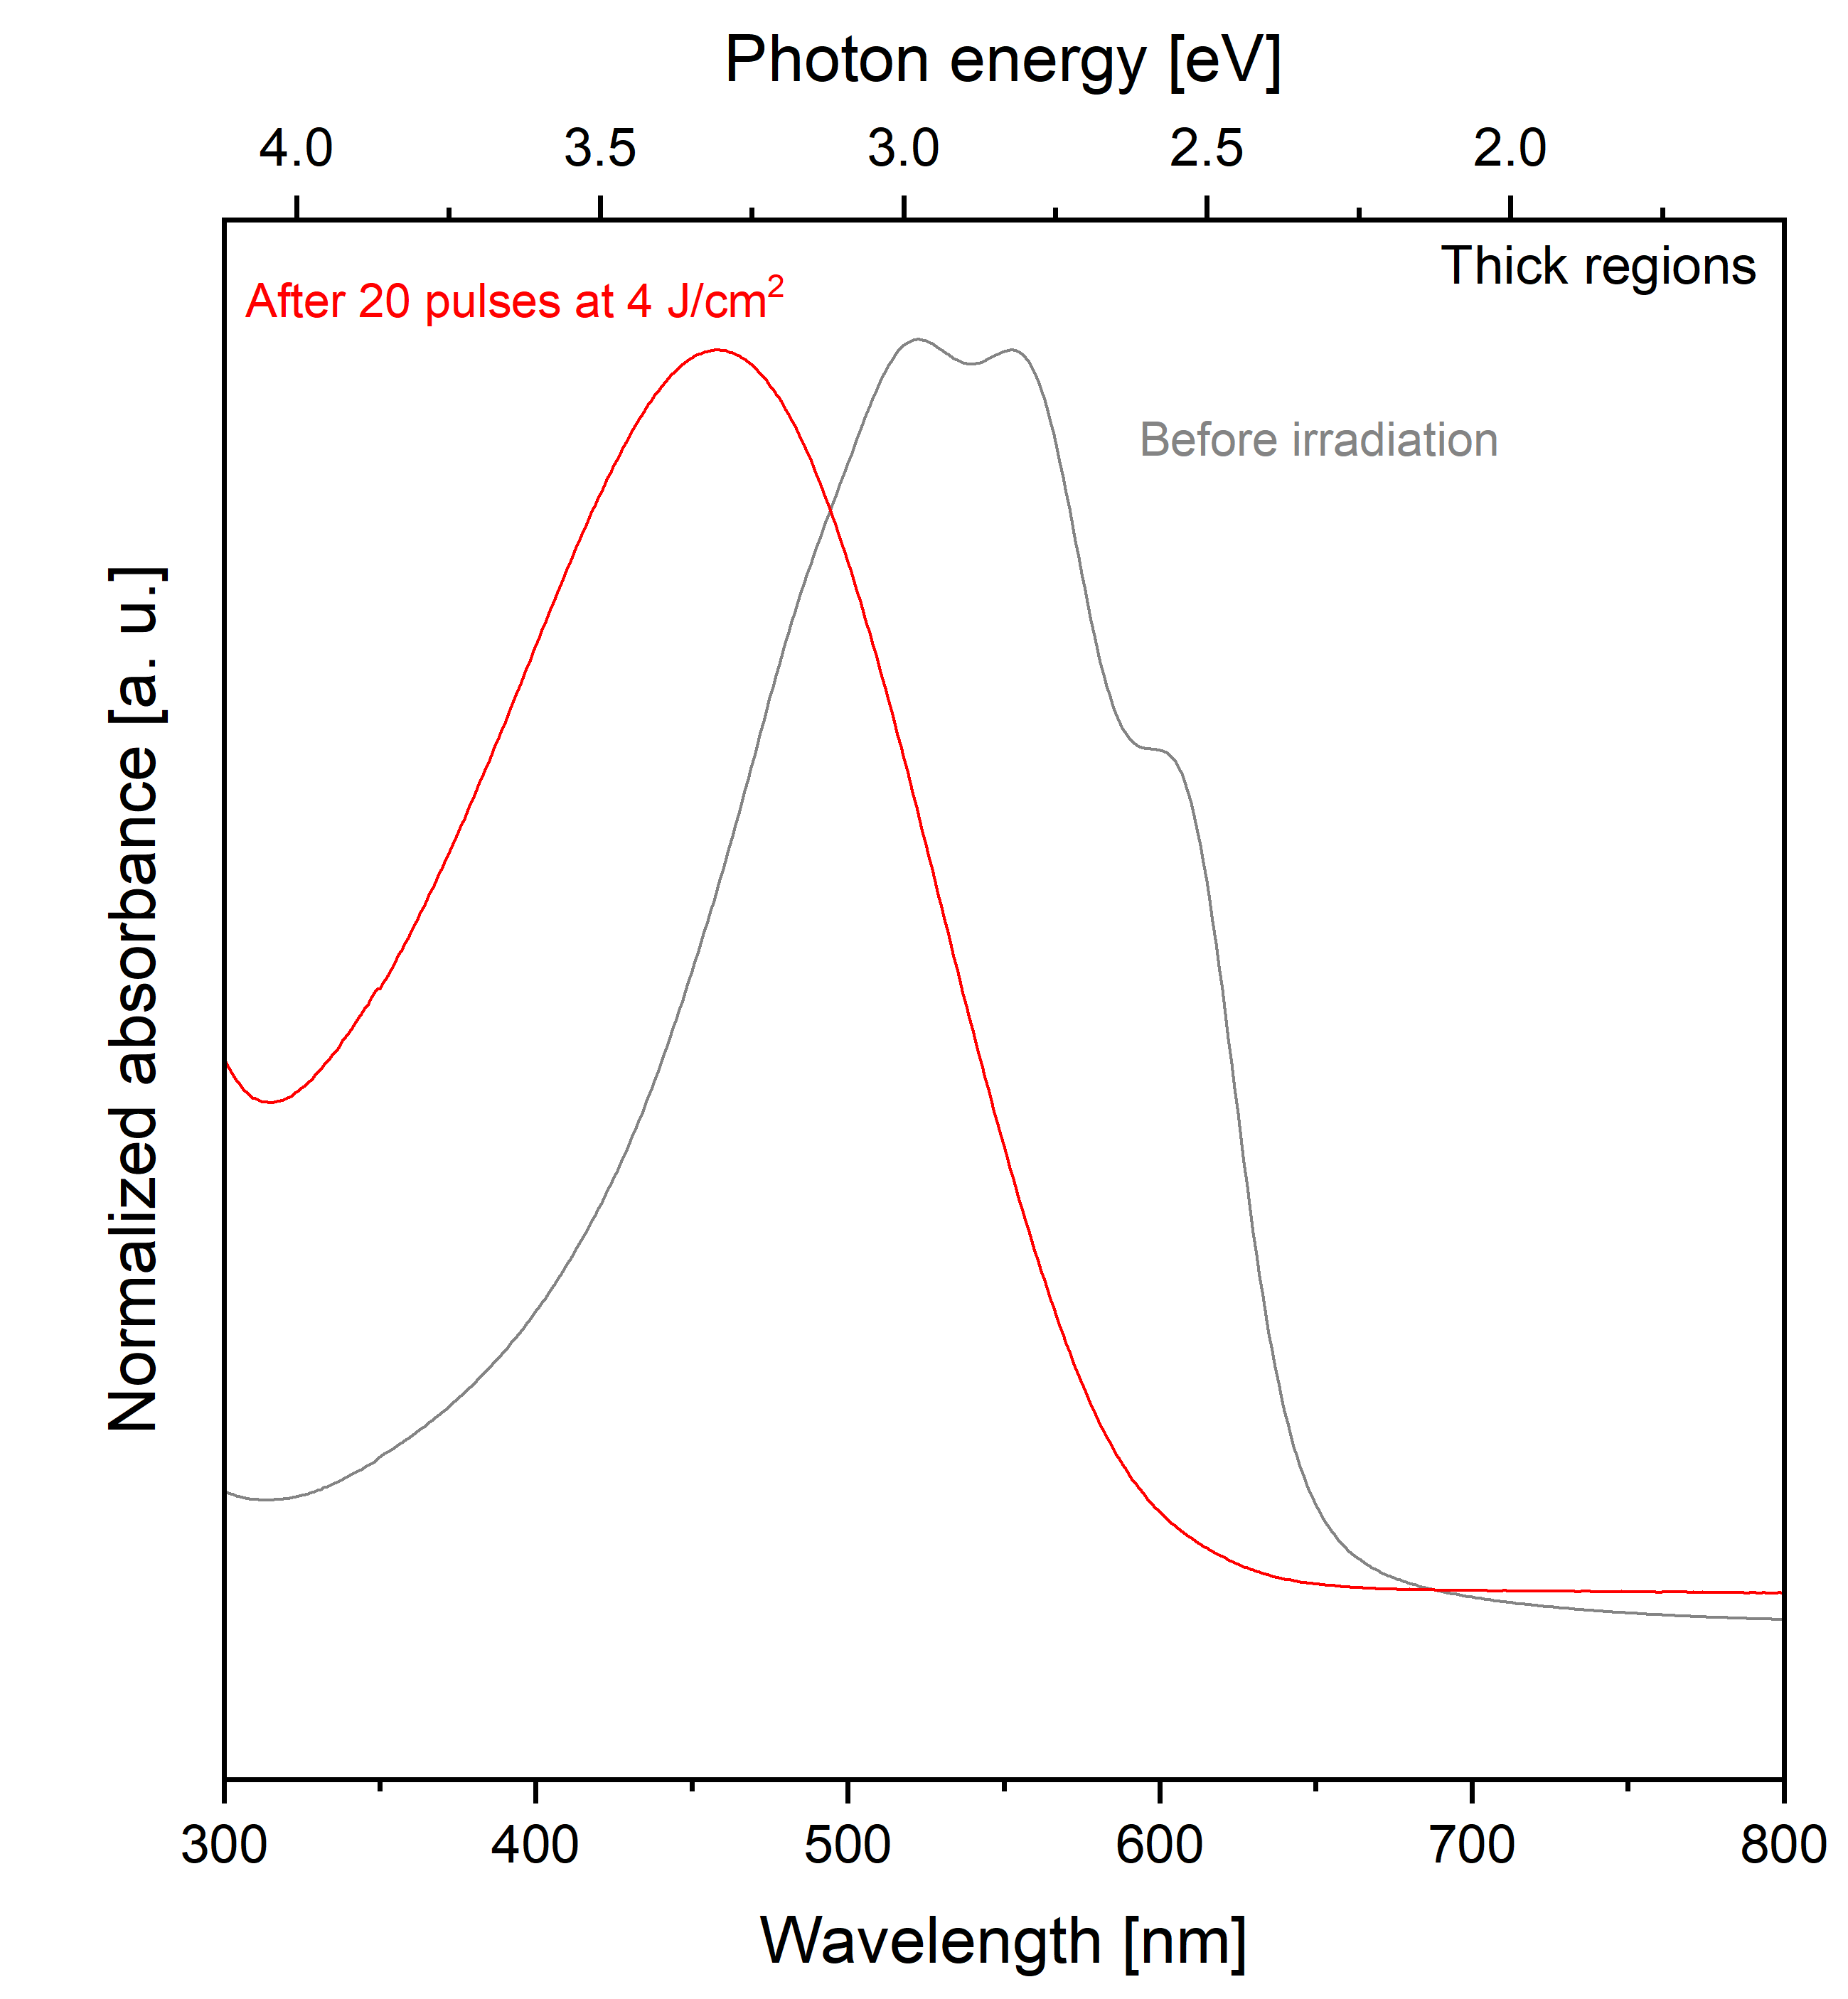 Photon energy [eV]
4.0 3.5 3.0 2.5 2.0
Thick regions
After 20 pulses at 4 J/cm²
Before irradiation
Normalized absorbance [a. u.]
300 400 500 600 700 800
Wavelength [nm]